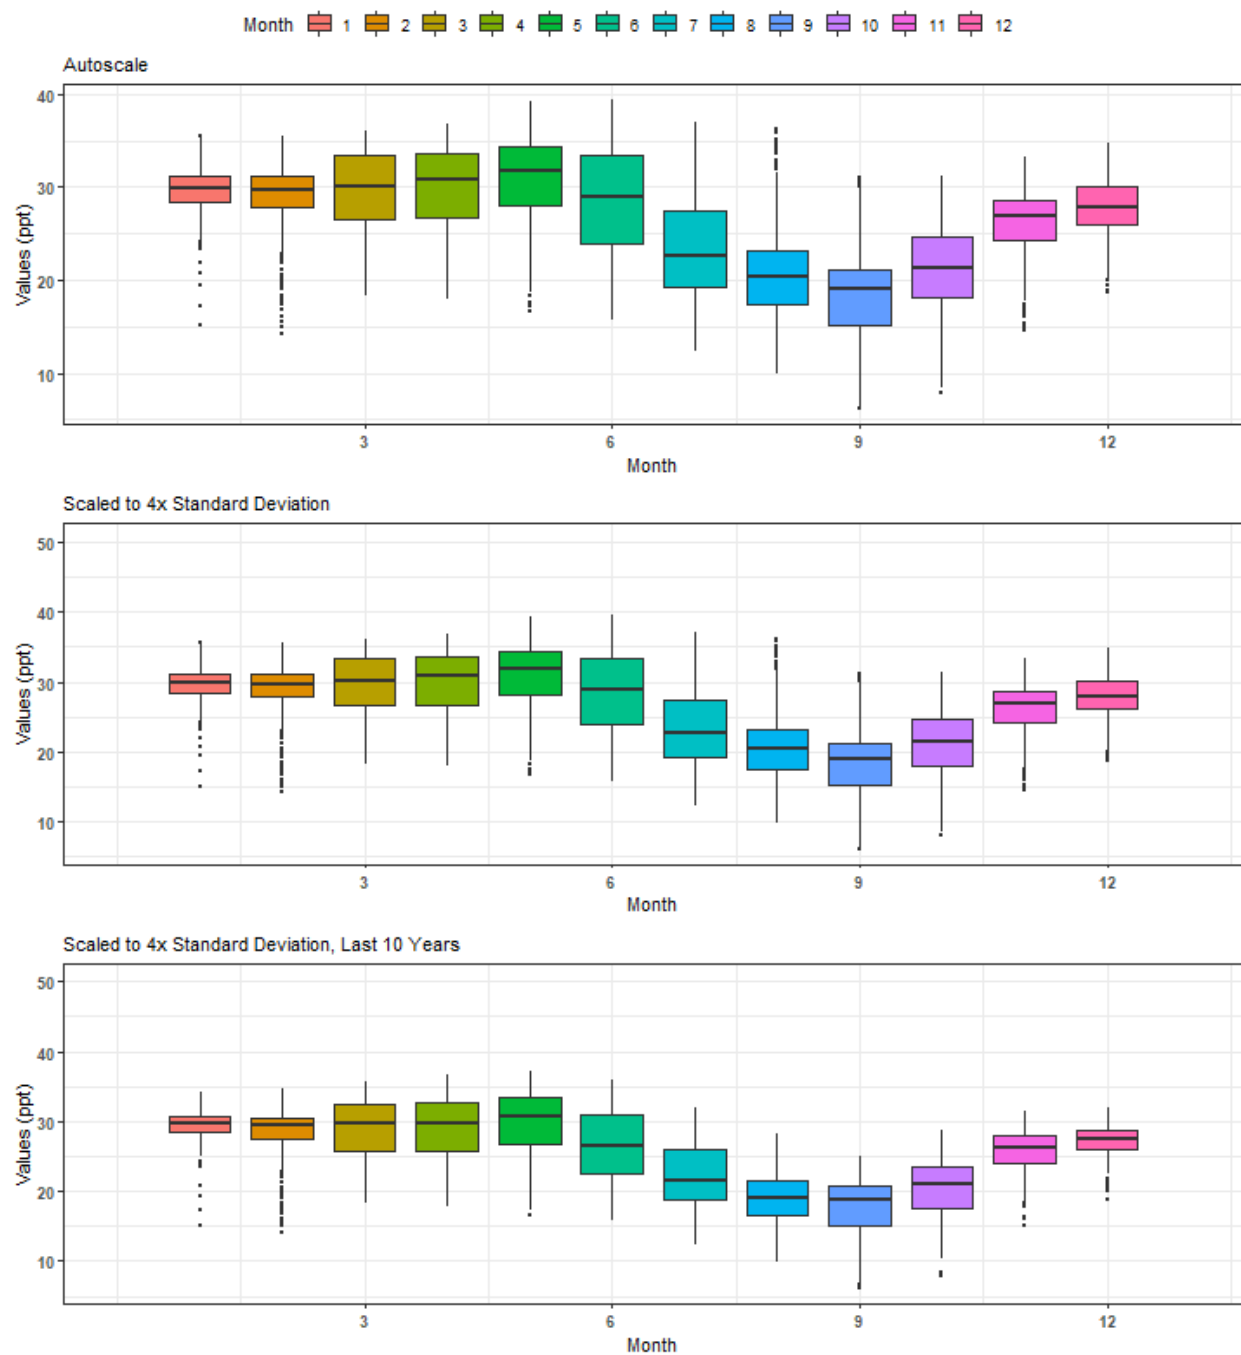 Month 1 2 3 4 5 6 7 8 9 10 11 12
Autoscale
Values (ppt)
40
30
20
10
3 6 9 12
Month
Scaled to 4x Standard Deviation
Values (ppt)
50
40
30
20
10
3 6 9 12
Month
Scaled to 4x Standard Deviation, Last 10 Years
Values (ppt)
50
40
30
20
10
3 6 9 12
Month